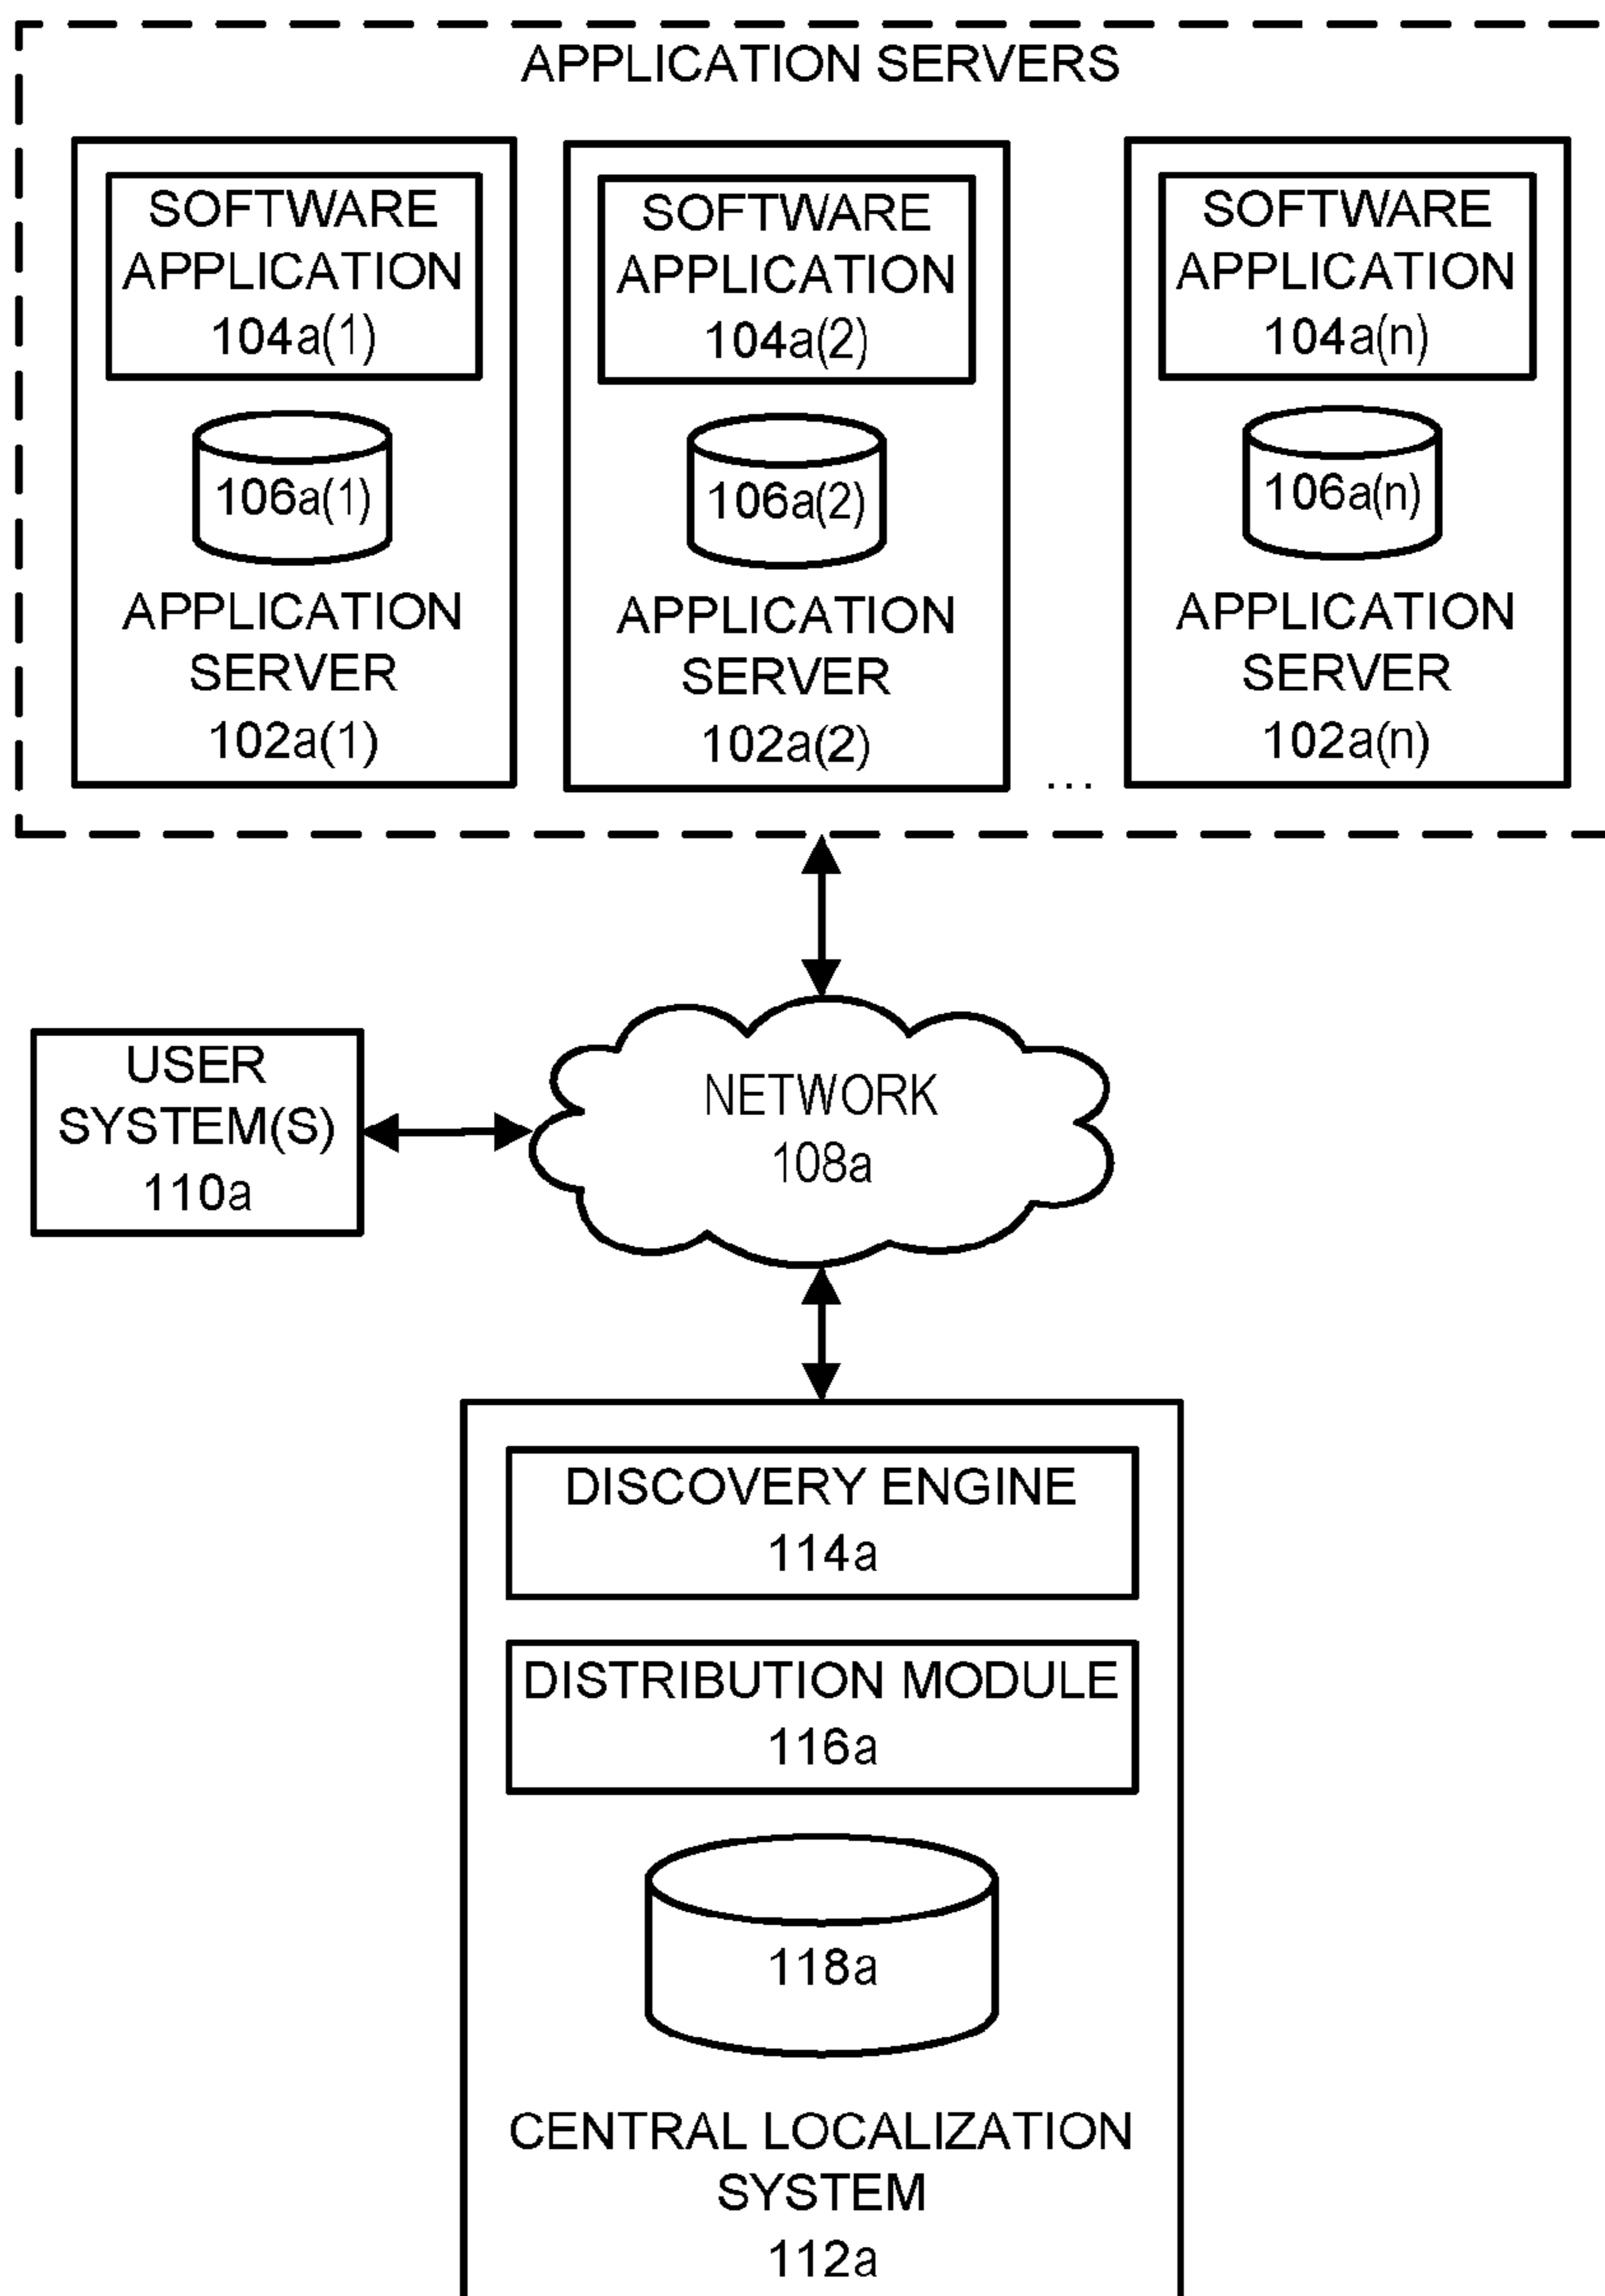 APPLICATION SERVERS
SOFTWARE
APPLICATION
104a(1)
106a(1)
APPLICATION
SERVER
102a(1)
SOFTWARE
APPLICATION
104a(2)
106a(2)
APPLICATION
SERVER
102a(2)
...
SOFTWARE
APPLICATION
104a(n)
106a(n)
APPLICATION
SERVER
102a(n)
USER
SYSTEM(S)
110a
NETWORK
108a
DISCOVERY ENGINE
114a
DISTRIBUTION MODULE
116a
118a
CENTRAL LOCALIZATION
SYSTEM
112a